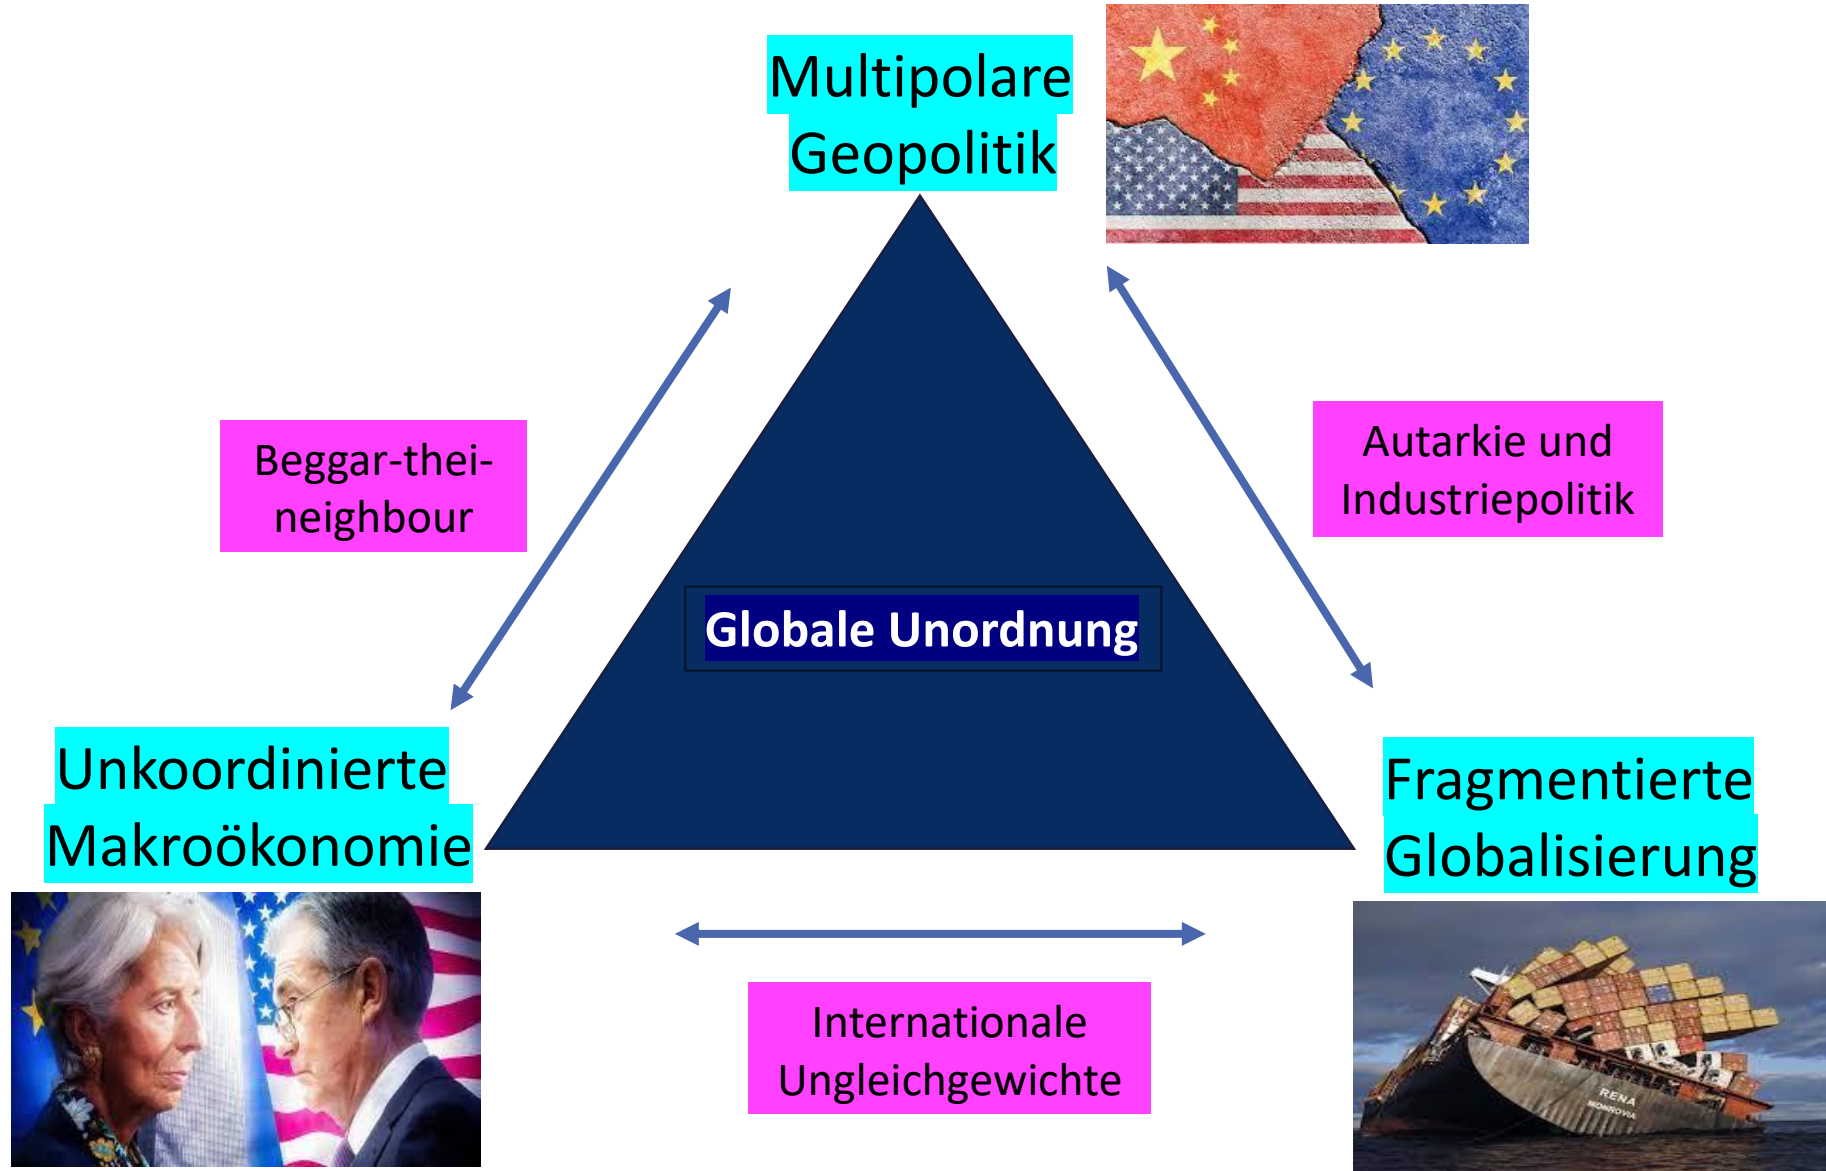 Multipolare
Geopolitik
Beggar-thei-
neighbour
Autarkie und
Industriepolitik
Globale Unordnung
Unkoordinierte
Makroökonomie
Fragmentierte
Globalisierung
Internationale
Ungleichgewichte
RENA
MONROVIA